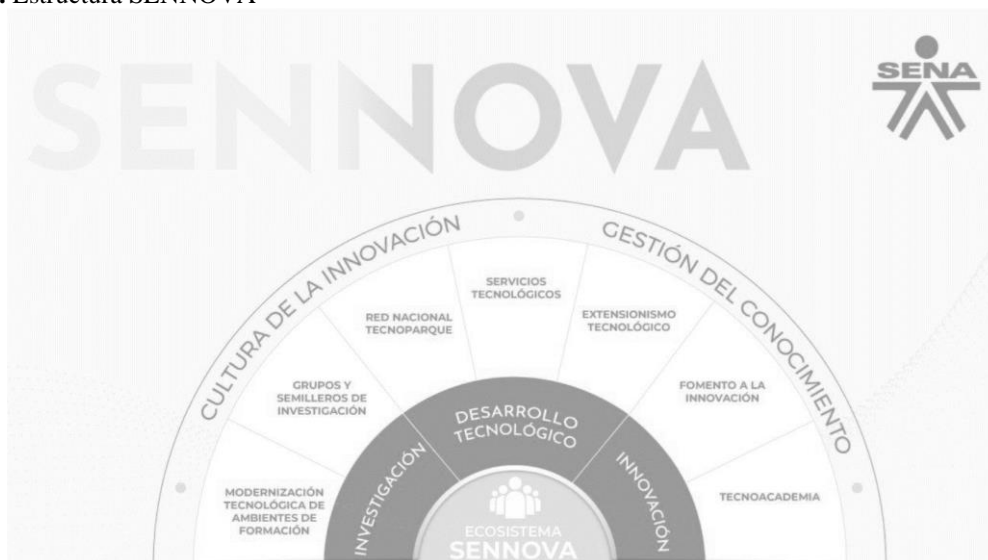 . Estructura SENNOVA
SENNOVA
SENA
CULTURA DE LA INNOVACIÓN
GESTIÓN DEL CONOCIMIENTO
SERVICIOS
TECNOLÓGICOS
RED NACIONAL
TECNOPARQUE
EXTENSIONISMO
TECNOLÓGICO
GRUPOS Y
SEMILLEROS DE
INVESTIGACIÓN
FOMENTO A LA
INNOVACIÓN
MODERNIZACIÓN
TECNOLÓGICA DE
AMBIENTES DE
FORMACIÓN
TECNOACADEMIA
INVESTIGACIÓN
DESARROLLO
TECNOLÓGICO
INNOVACIÓN
ECOSISTEMA
SENNOVA